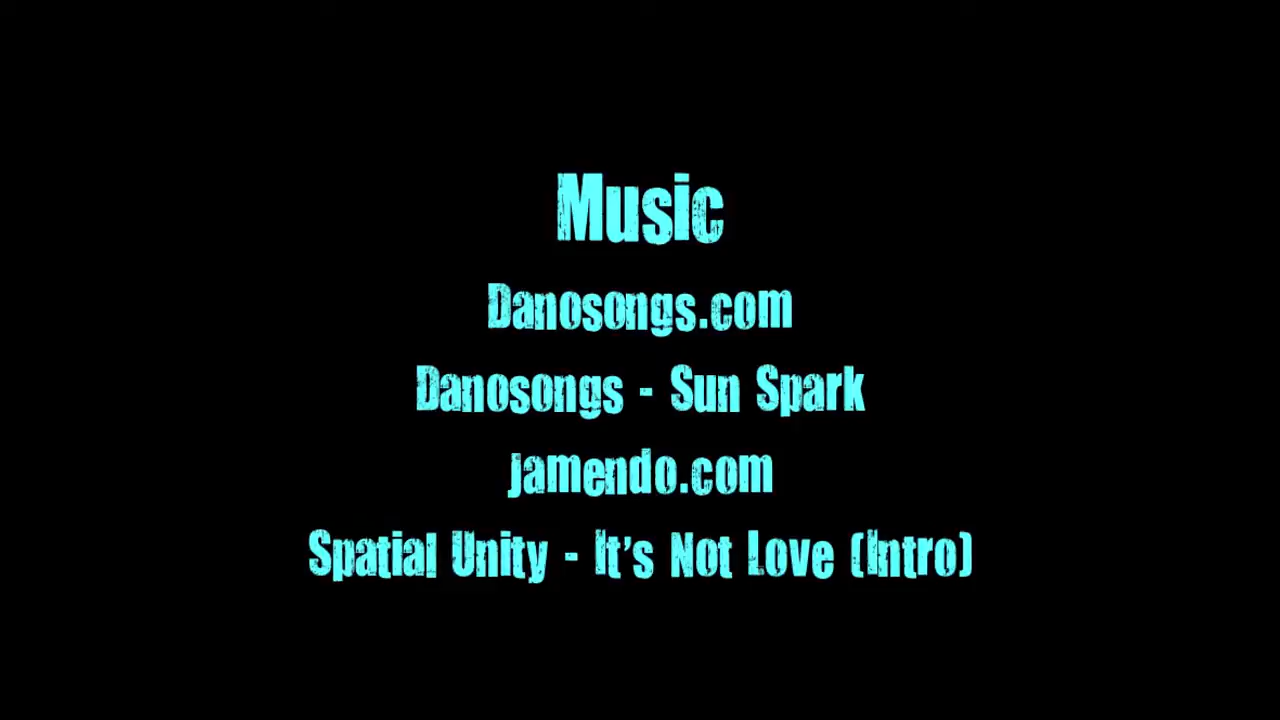 Music
Danosongs.com
Danosongs - Sun Spark
jamendo.com
Spatial Unity - It's Not Love (Intro)